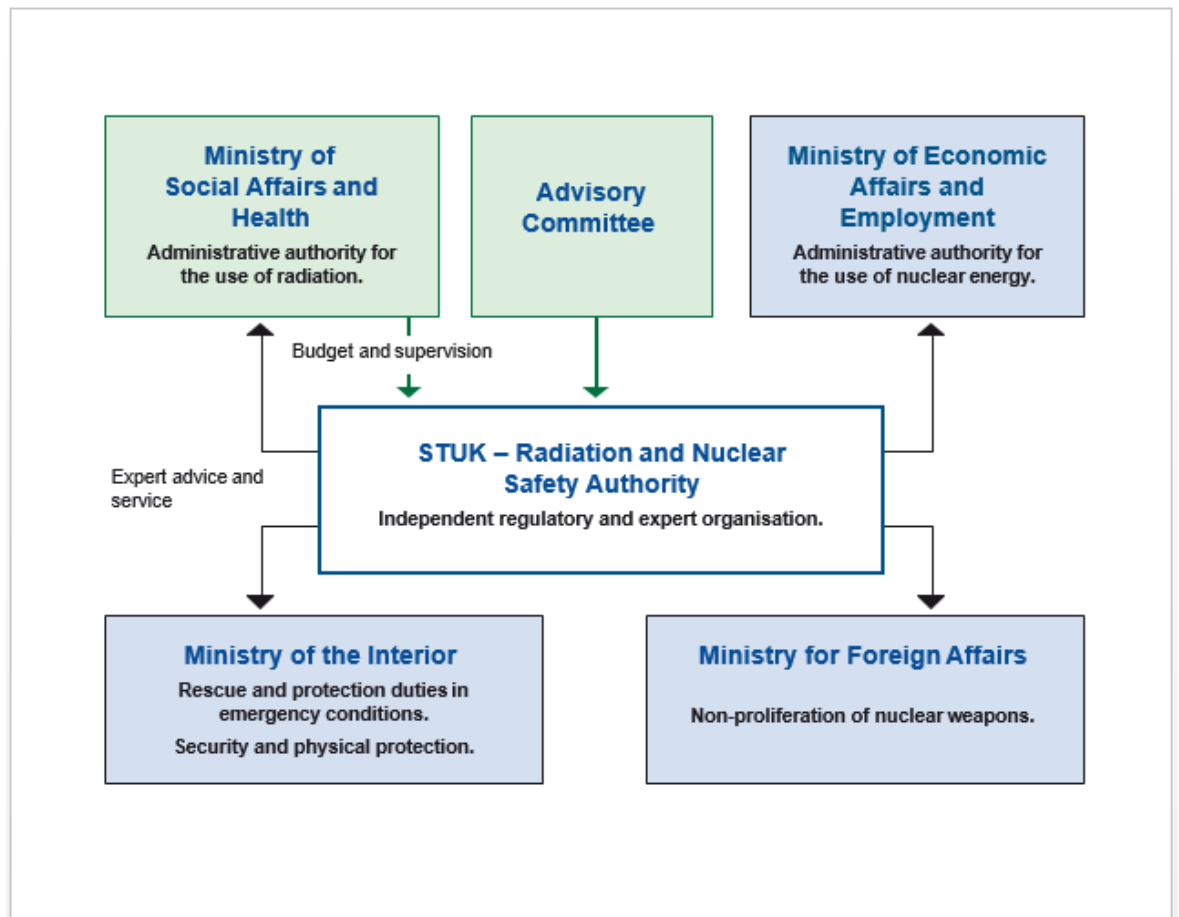 Ministry of
Social Affairs and
Health
Administrative authority for
the use of radiation.
Advisory
Committee
Ministry of Economic
Affairs and
Employment
Administrative authority for
the use of nuclear energy.
Budget and supervision
STUK – Radiation and Nuclear
Safety Authority
Independent regulatory and expert organisation.
Expert advice and
service
Ministry of the Interior
Rescue and protection duties in
emergency conditions.
Security and physical protection.
Ministry for Foreign Affairs
Non-proliferation of nuclear weapons.